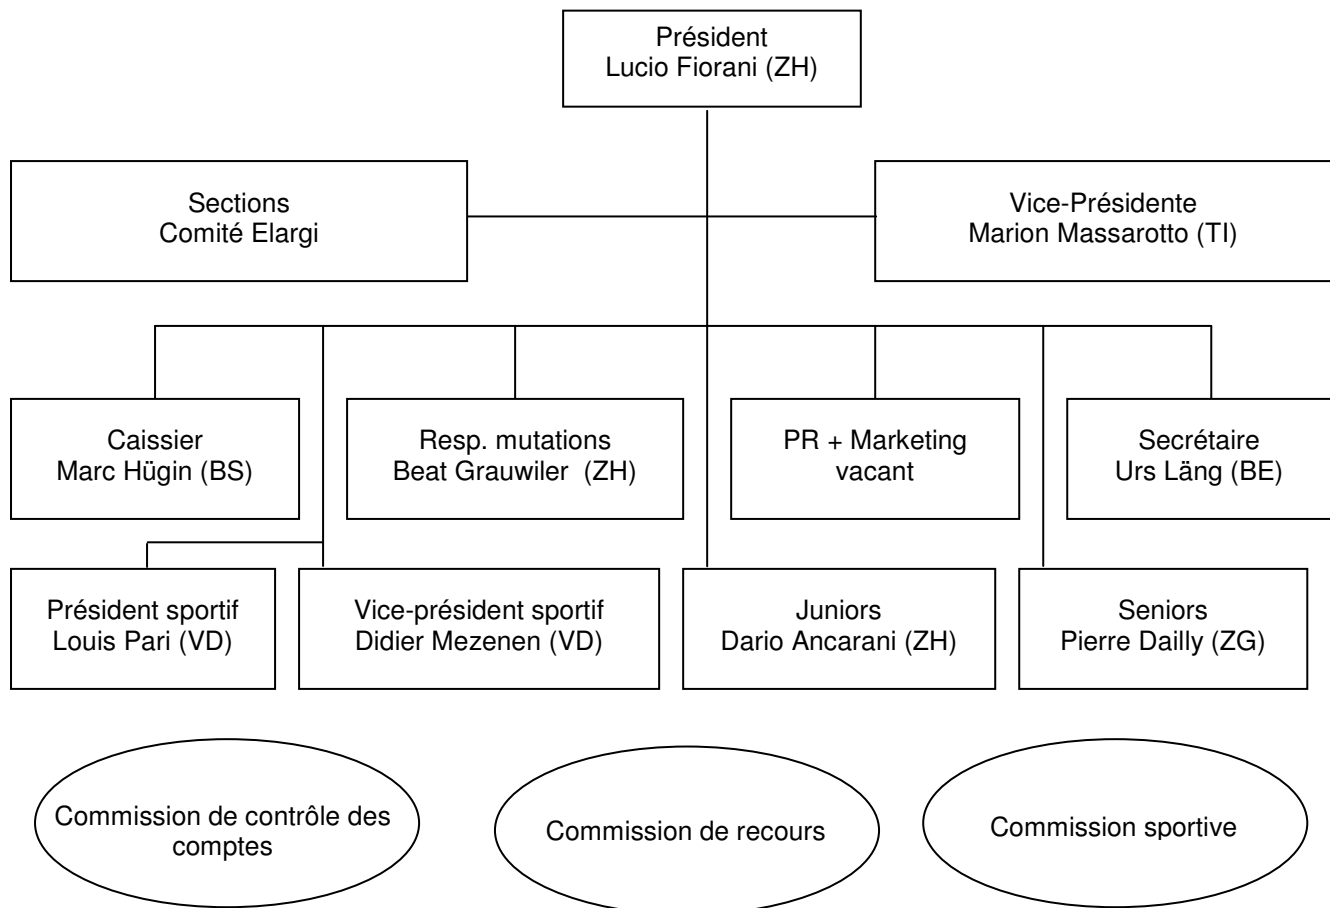 Président
Lucio Fiorani (ZH)
Sections
Comité Elargi
Vice-Présidente
Marion Massarotto (TI)
Caissier
Marc Hügin (BS)
Resp. mutations
Beat Grauwiler (ZH)
PR + Marketing
vacant
Secrétaire
Urs Läng (BE)
Président sportif
Louis Pari (VD)
Vice-président sportif
Didier Mezenen (VD)
Juniors
Dario Ancarani (ZH)
Seniors
Pierre Dailly (ZG)
Commission de contrôle des
comptes
Commission de recours
Commission sportive